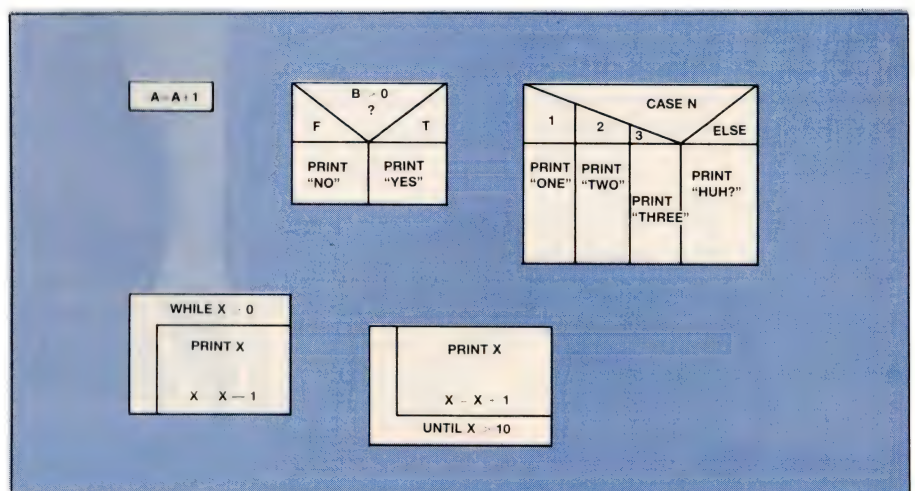 A=A+1
B > 0
?
F
T
PRINT
"NO"
PRINT
"YES"
CASE N
1
2
3
ELSE
PRINT
"ONE"
PRINT
"TWO"
PRINT
"THREE"
PRINT
"HUH?"
WHILE X 0
PRINT X
X X — 1
PRINT X
X X 1
UNTIL X 10